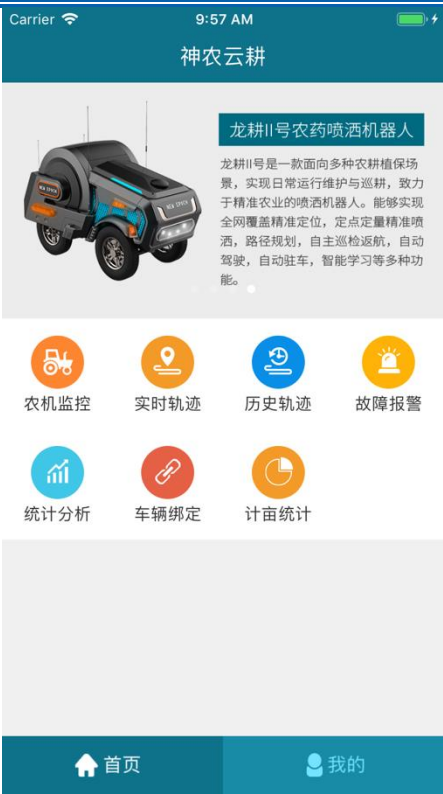 Carrier
9:57 AM
神农云耕
龙耕II号农药喷洒机器人
龙耕II号是一款面向多种农耕植保场
景，实现日常运行维护与巡耕，致力
于精准农业的喷洒机器人。能够实现
全网覆盖精准定位，定点定量精准喷
洒，路径规划，自主巡检返航，自动
驾驶，自动驻车，智能学习等多种功
能。
NEW EPOCH
NEW EPOCH
农机监控
实时轨迹
历史轨迹
故障报警
统计分析
车辆绑定
计亩统计
首页
我的